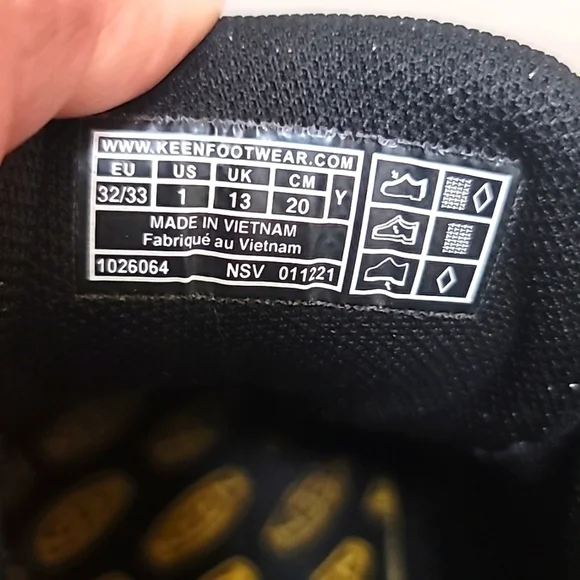 WWW.KEENFOOTWEAR.COM
EU US UK CM Y
32/33 1 13 20
MADE IN VIETNAM
Fabriqué au Vietnam
1026064 NSV 011221